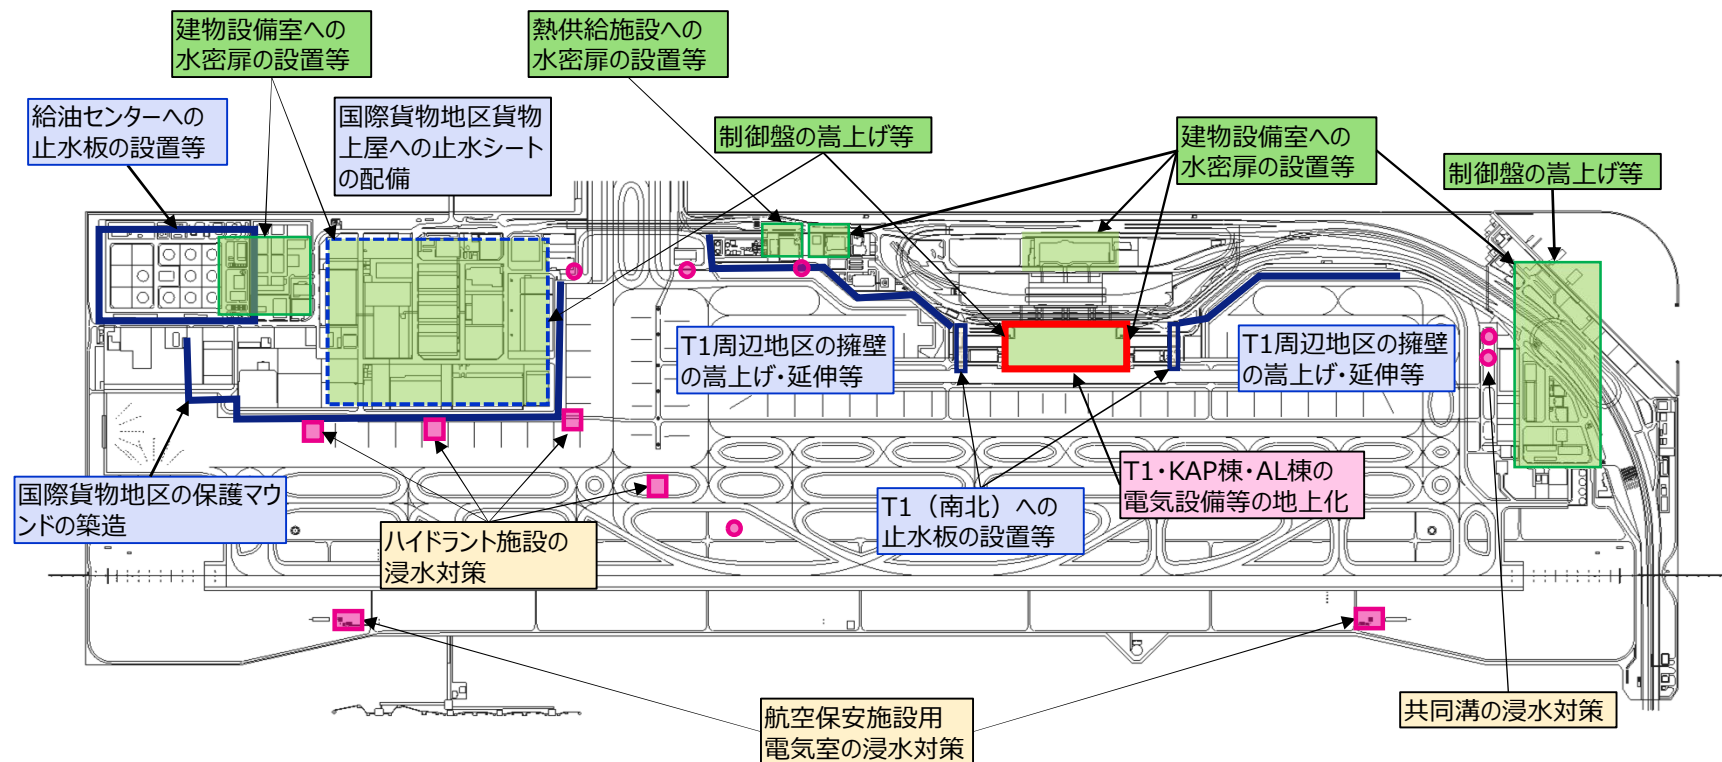 建物設備室への
水密扉の設置等
熱供給施設への
水密扉の設置等
給油センターへの
止水板の設置等
国際貨物地区貨物
上屋への止水シート
の配備
制御盤の嵩上げ等
建物設備室への
水密扉の設置等
制御盤の嵩上げ等
T1周辺地区の擁壁
の嵩上げ・延伸等
T1周辺地区の擁壁
の嵩上げ・延伸等
国際貨物地区の保護マウ
ンドの築造
ハイドラント施設の
浸水対策
T1（南北）への
止水板の設置等
T1・KAP棟・AL棟の
電気設備等の地上化
航空保安施設用
電気室の浸水対策
共同溝の浸水対策